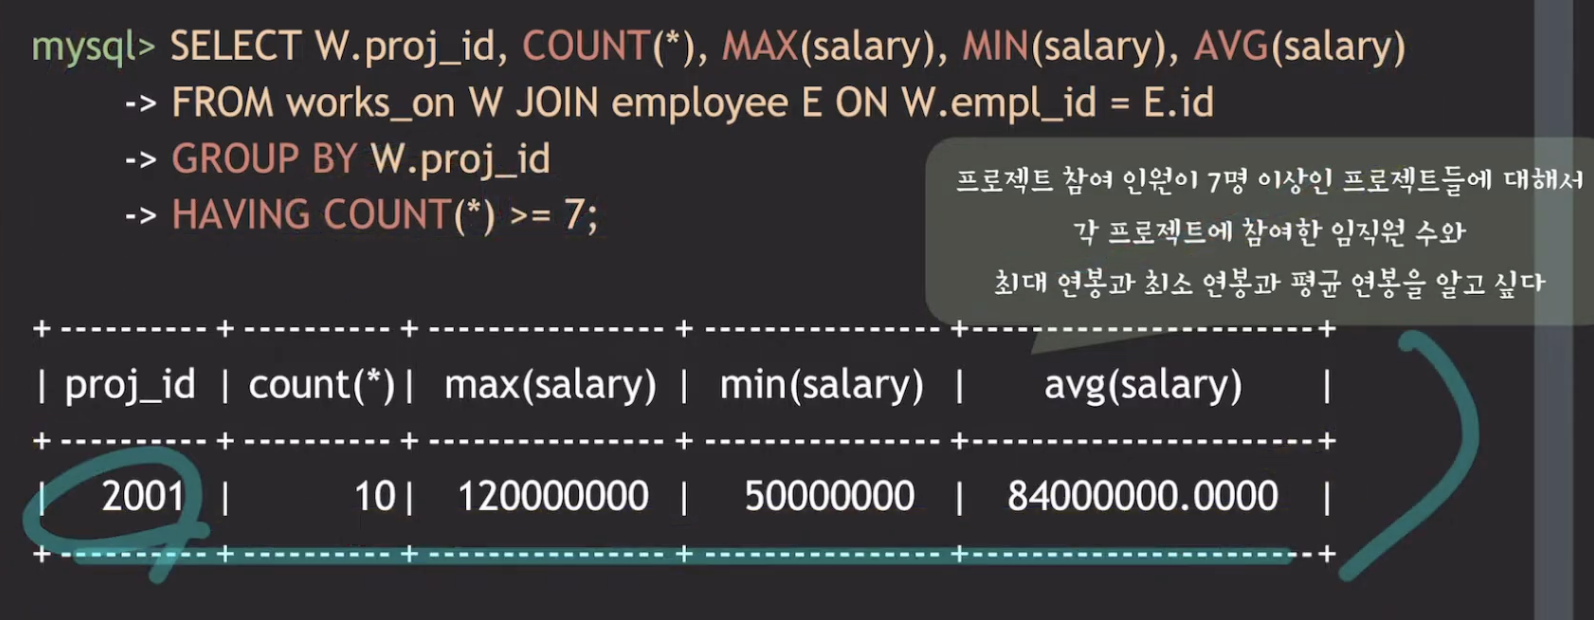 mysql> SELECT W.proj_id, COUNT(*), MAX(salary), MIN(salary), AVG(salary)
-> FROM works_on W JOIN employee E ON W.empl_id = E.id
-> GROUP BY W.proj_id
-> HAVING COUNT(*) >= 7;
프로젝트 참여 인원이 7명 이상인 프로젝트들에 대해서
각 프로젝트에 참여한 임직원 수와
최대 연봉과 최소 연봉과 평균 연봉을 알고 싶다
+ ---------- + ---------- + ---------------- + ---------------- +-----------------------+
| proj_id | count(*) | max(salary) | min(salary) | avg(salary) |
+ ---------- + ---------- + ---------------- + ---------------- +-----------------------+
| 2001 | 10 | 120000000 | 50000000 | 84000000.0000 |
+ ---------- + ---------- + ---------------- + ---------------- +-----------------------+